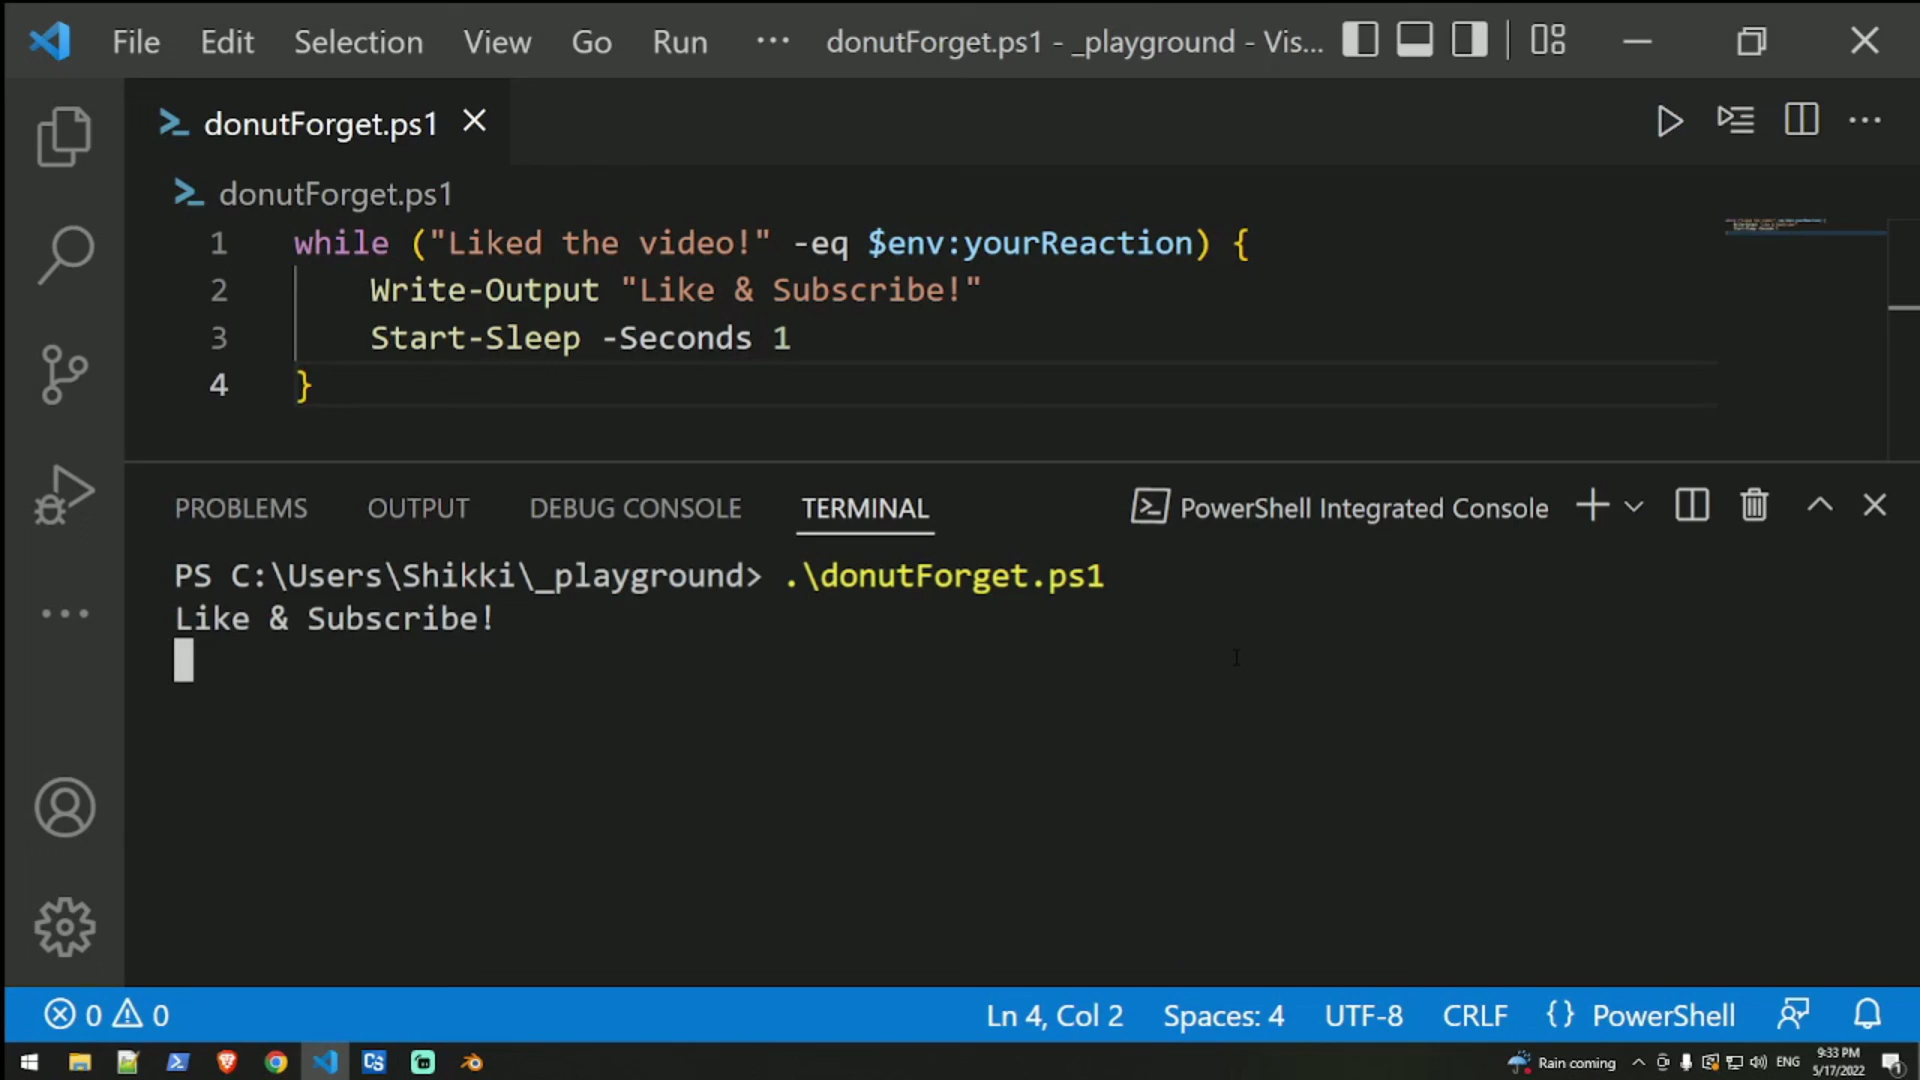 File Edit Selection View Go Run ··· donutForget.ps1 - _playground - Vis...
donutForget.ps1
donutForget.ps1
1 while ("Liked the video!" -eq $env:yourReaction) {
2 Write-Output "Like & Subscribe!"
3 Start-Sleep -Seconds 1
4 }
PROBLEMS OUTPUT DEBUG CONSOLE TERMINAL PowerShell Integrated Console
PS C:\Users\Shikki\_playground> .\donutForget.ps1
Like & Subscribe!
0 0 Ln 4, Col 2 Spaces: 4 UTF-8 CRLF {} PowerShell
CS Rain coming ENG 9:33 PM
5/17/2022 1